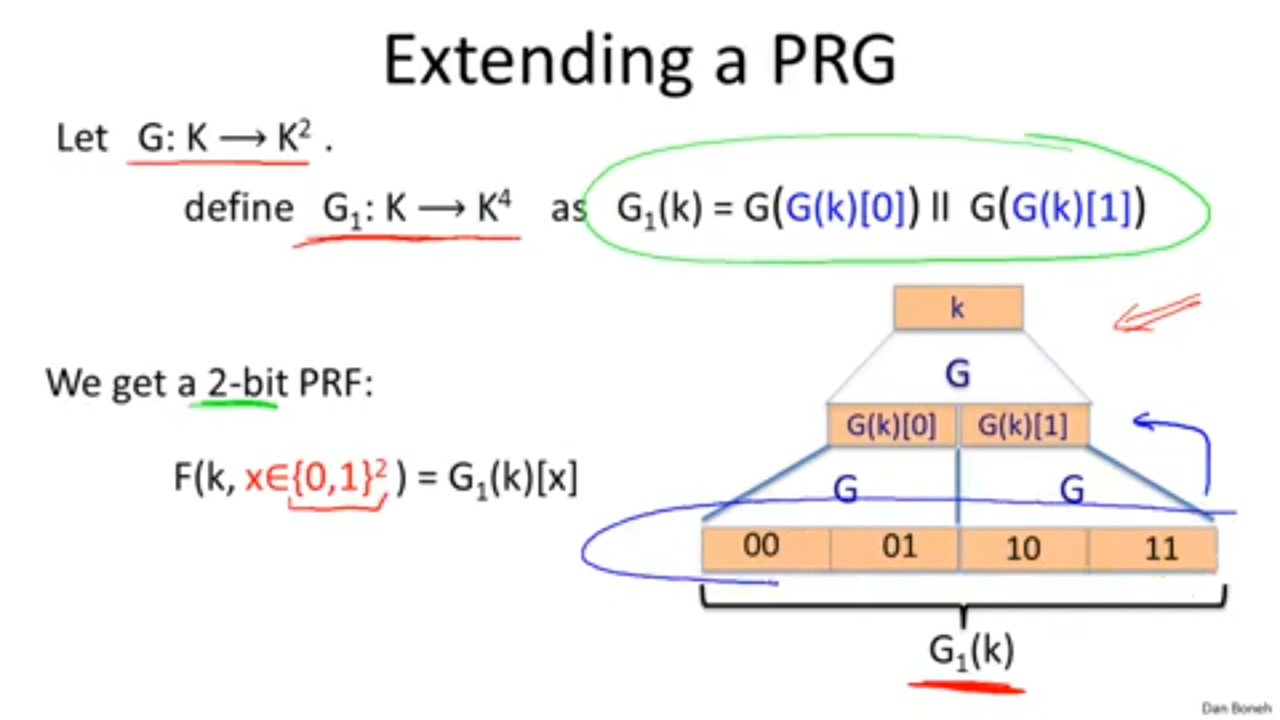 Extending a PRG
Let G: K ⟶ K² .
define G₁: K ⟶ K⁴ as G₁(k) = G(G(k)[0]) ll G(G(k)[1])
k
G
We get a 2-bit PRF:
G(k)[0] G(k)[1]
F(k, x∈{0,1}² ) = G₁(k)[x]
G G
00 01 10 11
G₁(k)
Dan Boneh